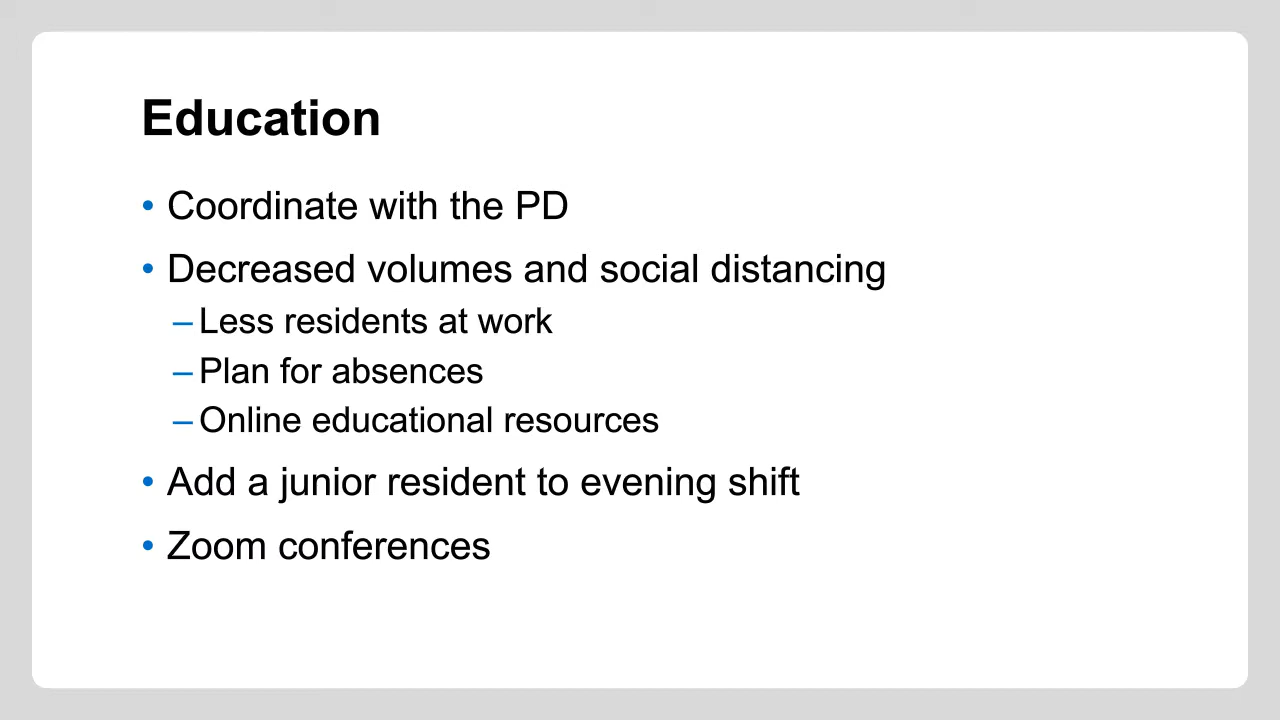 Education
• Coordinate with the PD
• Decreased volumes and social distancing
–Less residents at work
–Plan for absences
–Online educational resources
• Add a junior resident to evening shift
• Zoom conferences